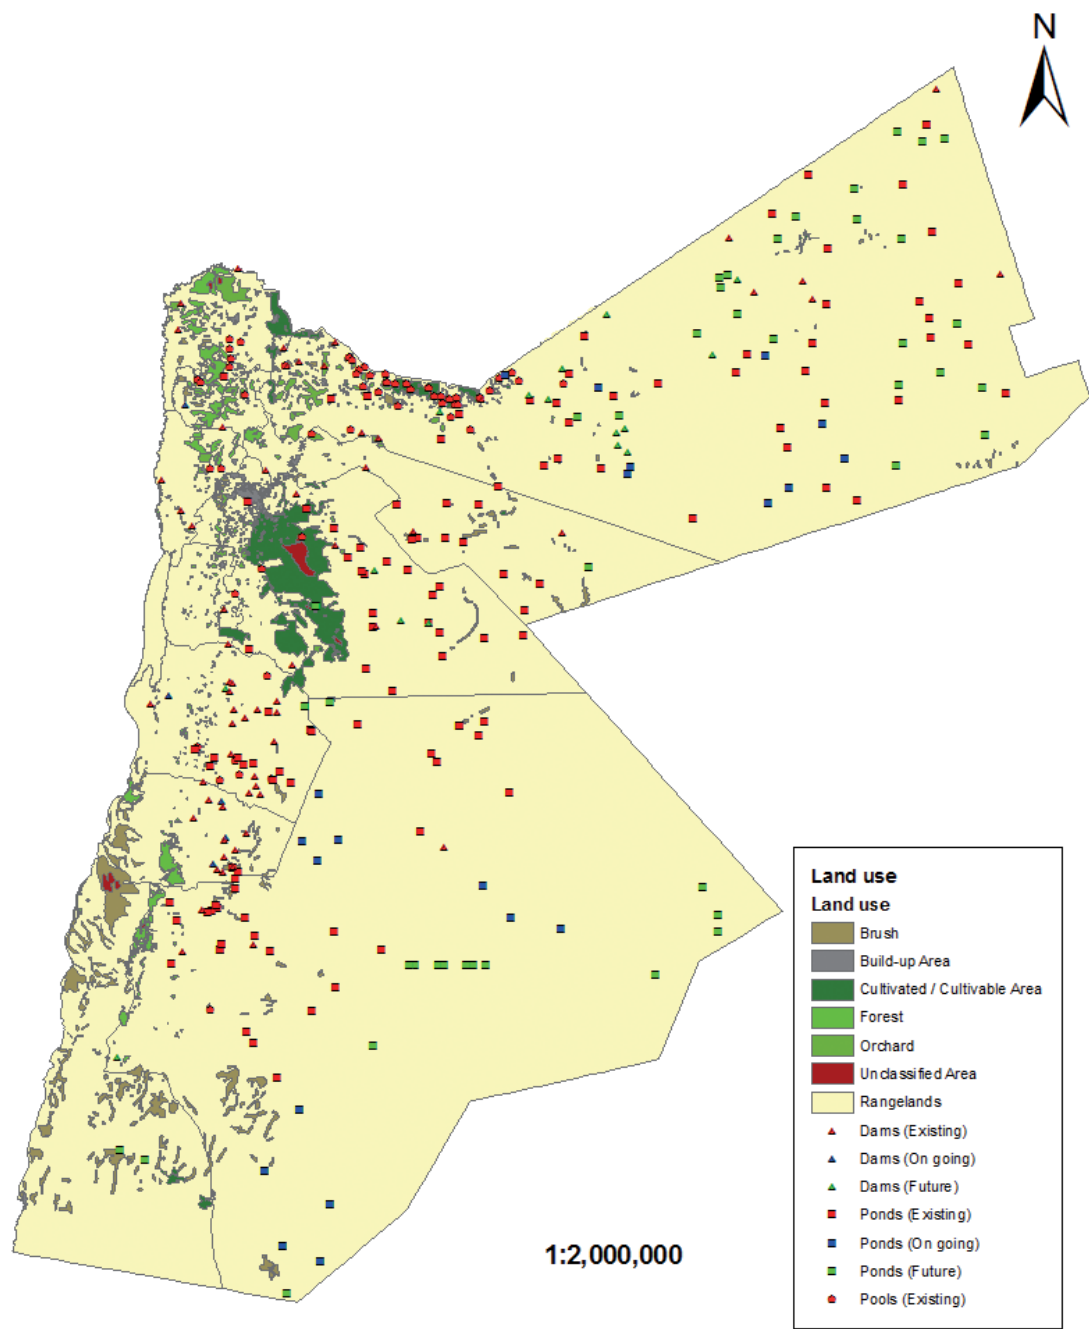 N
1:2,000,000
Land use
Land use
Brush
Build-up Area
Cultivated / Cultivable Area
Forest
Orchard
Unclassified Area
Rangelands
Dams (Existing)
Dams (On going)
Dams (Future)
Ponds (Existing)
Ponds (On going)
Ponds (Future)
Pools (Existing)